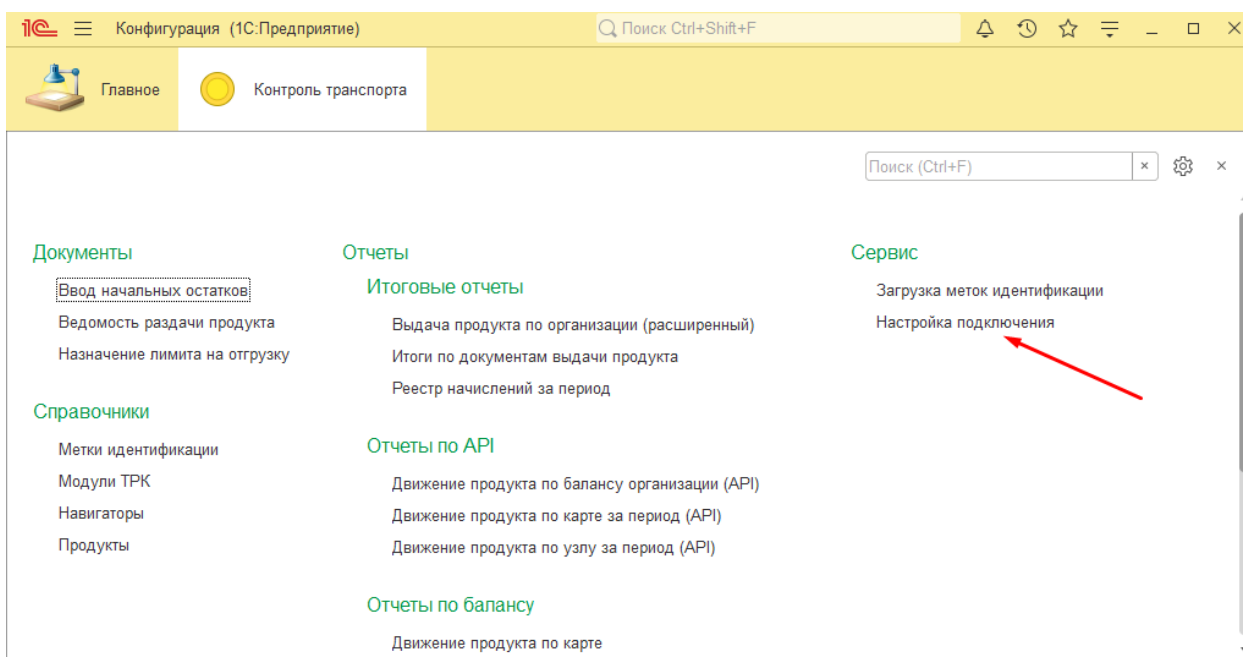 1С Конфигурация (1С:Предприятие) Поиск Ctrl+Shift+F
Главное Контроль транспорта
Поиск (Ctrl+F)
Документы
Ввод начальных остатков
Ведомость раздачи продукта
Назначение лимита на отгрузку
Справочники
Метки идентификации
Модули ТРК
Навигаторы
Продукты
Отчеты
Итоговые отчеты
Выдача продукта по организации (расширенный)
Итоги по документам выдачи продукта
Реестр начислений за период
Отчеты по API
Движение продукта по балансу организации (API)
Движение продукта по карте за период (API)
Движение продукта по узлу за период (API)
Отчеты по балансу
Движение продукта по карте
Сервис
Загрузка меток идентификации
Настройка подключения